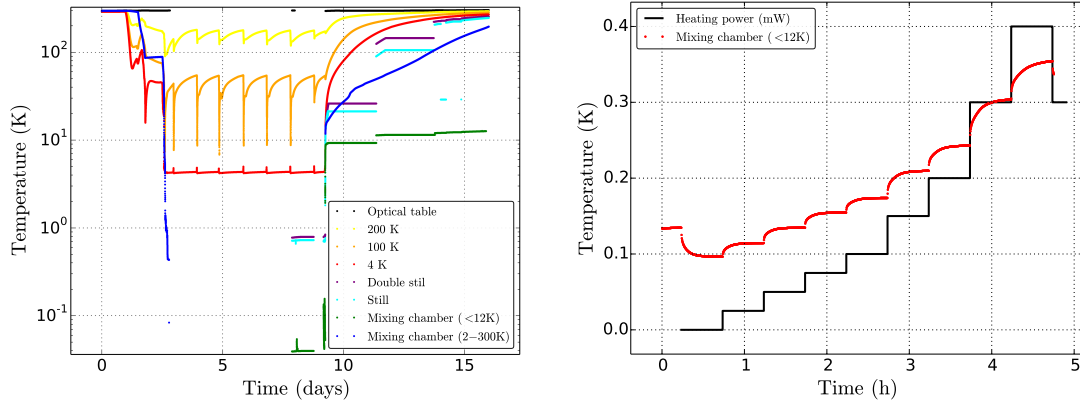 Temperature (K)
10²
10¹
10⁰
10⁻¹
Optical table
200 K
100 K
4 K
Double stil
Still
Mixing chamber (<12K)
Mixing chamber (2−300K)
0
5
10
15
Time (days)
Temperature (K)
0.4
0.3
0.2
0.1
0.0
Heating power (mW)
Mixing chamber (<12K)
0
1
2
3
4
5
Time (h)